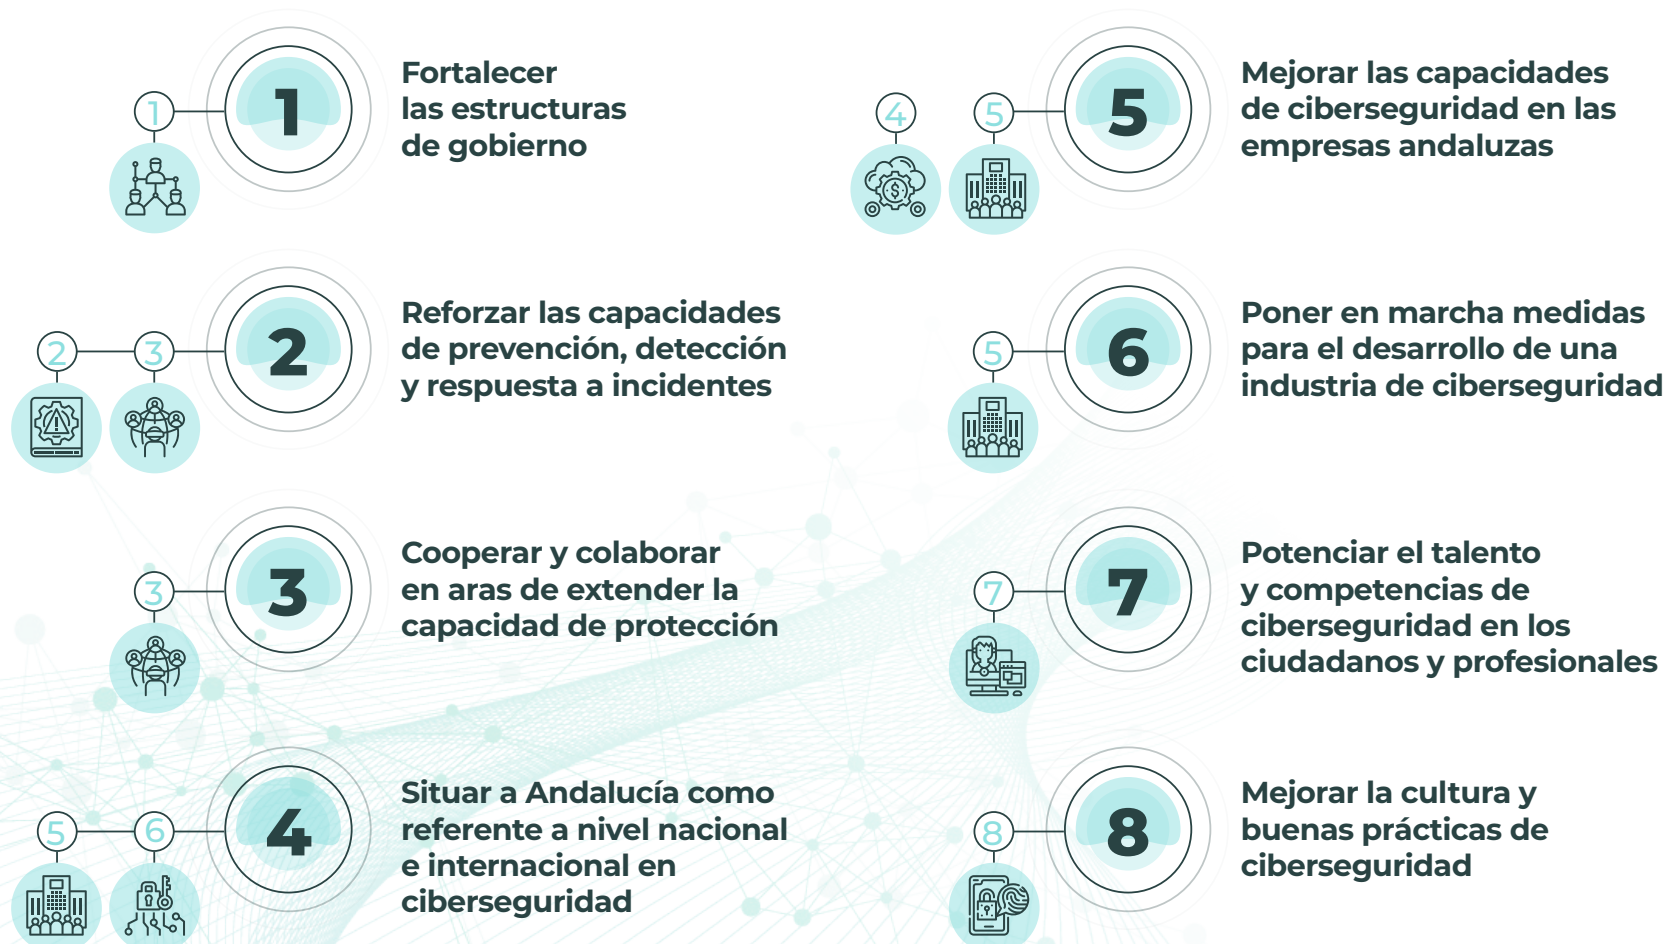 1
1
Fortalecer
las estructuras
de gobierno
2
3
2
Reforzar las capacidades
de prevención, detección
y respuesta a incidentes
3
3
Cooperar y colaborar
en aras de extender la
capacidad de protección
5
6
4
Situar a Andalucía como
referente a nivel nacional
e internacional en
ciberseguridad
4
5
5
Mejorar las capacidades
de ciberseguridad en las
empresas andaluzas
5
6
Poner en marcha medidas
para el desarrollo de una
industria de ciberseguridad
7
7
Potenciar el talento
y competencias de
ciberseguridad en los
ciudadanos y profesionales
8
8
Mejorar la cultura y
buenas prácticas de
ciberseguridad